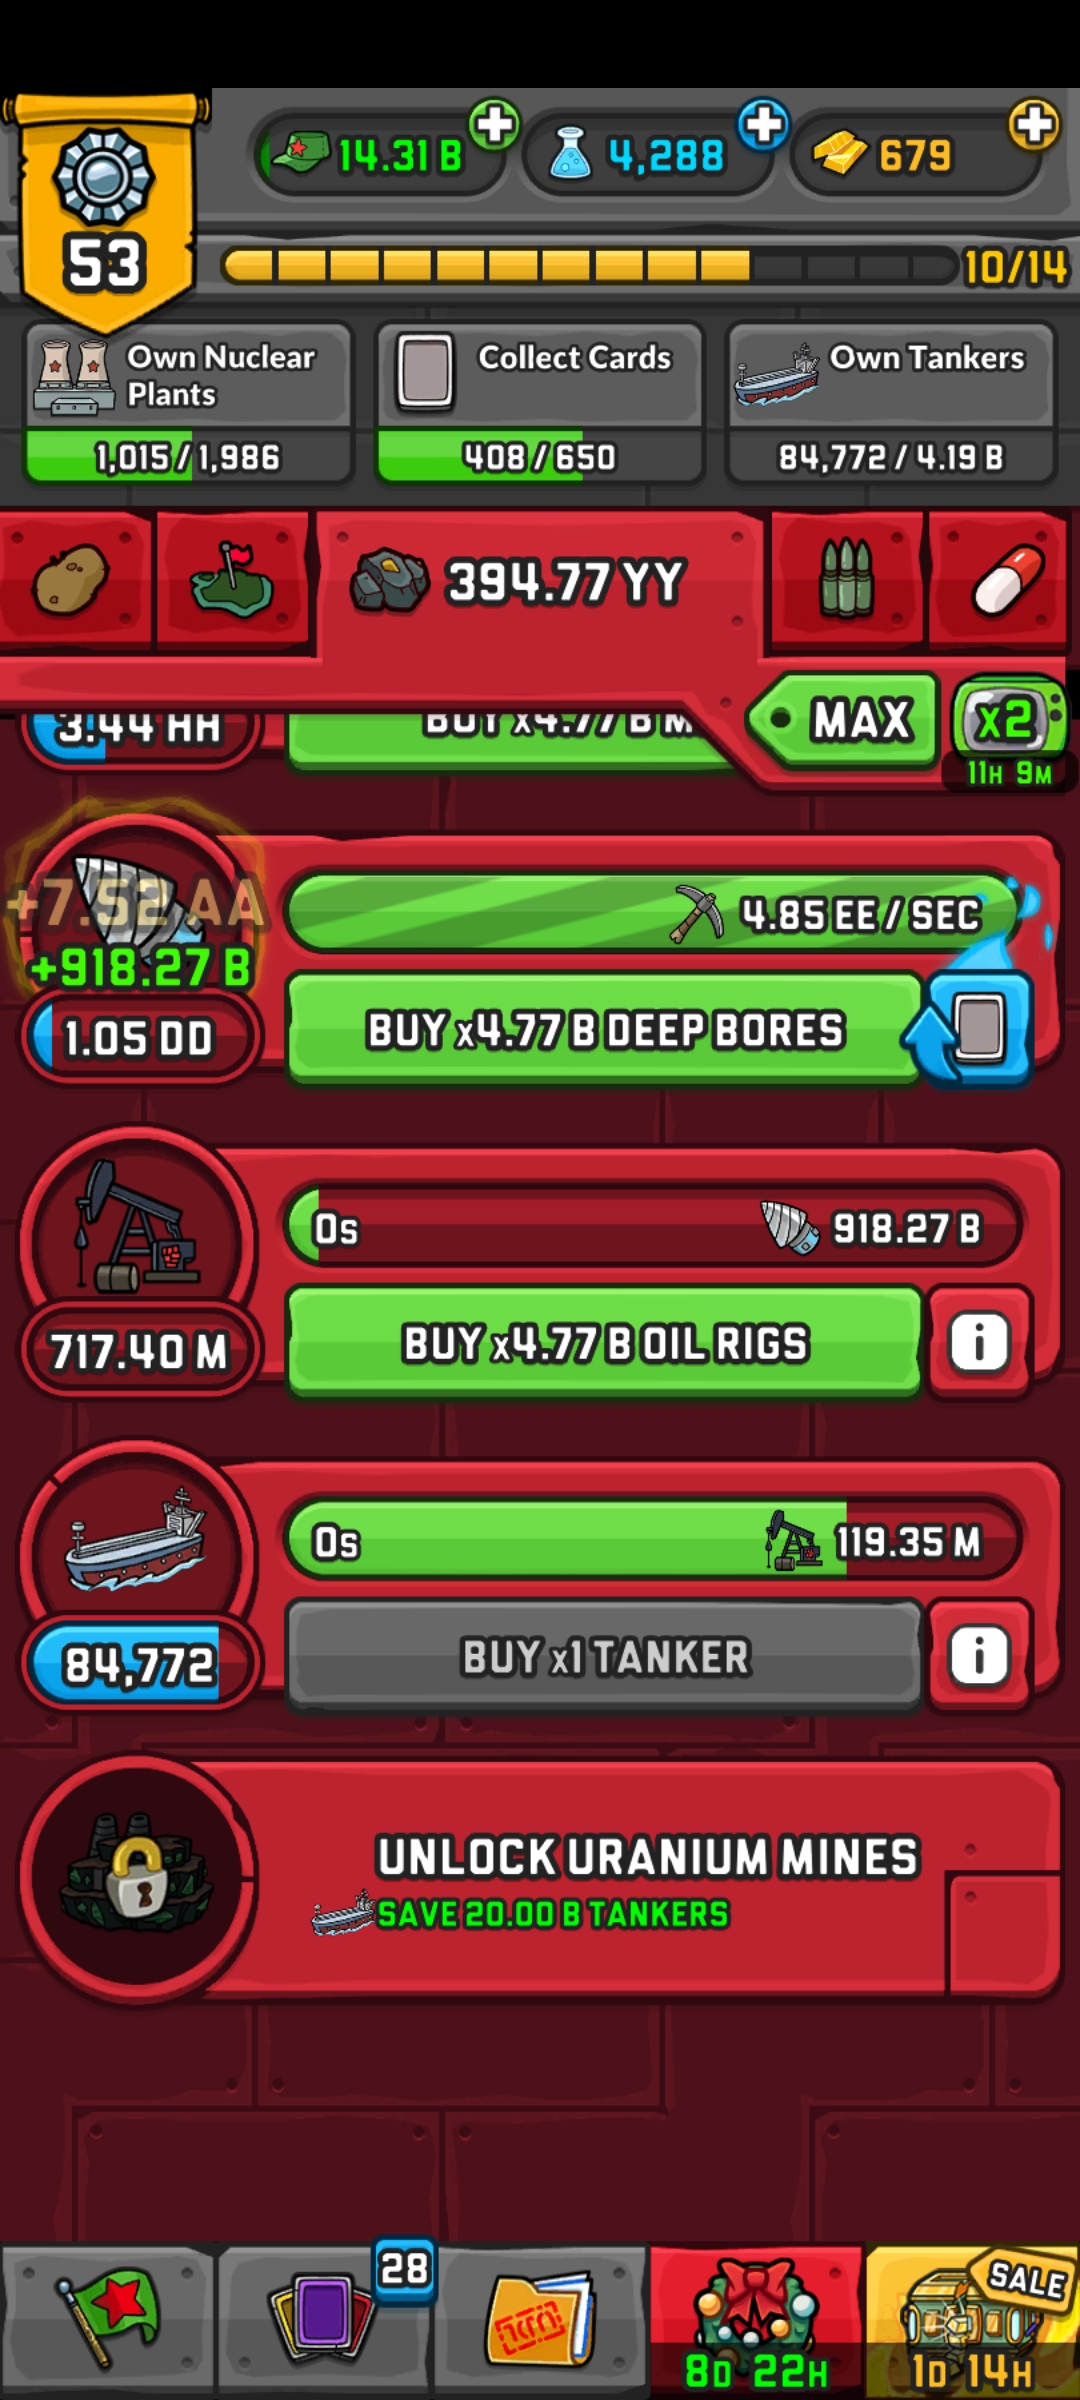 14.31 B
4,288
679
53
10/14
Own Nuclear
Plants
1,015 / 1,986
Collect Cards
408 / 650
Own Tankers
84,772 / 4.19 B
394.77 YY
MAX
x2
11H 9M
3.44 HH
BUY x4.77 B M
+7.52 AA
+918.27 B
4.85 EE / SEC
1.05 DD
BUY x4.77 B DEEP BORES
0s
918.27 B
717.40 M
BUY x4.77 B OIL RIGS
i
0s
119.35 M
84,772
BUY x1 TANKER
i
UNLOCK URANIUM MINES
SAVE 20.00 B TANKERS
28
SALE
8D 22H
1D 14H